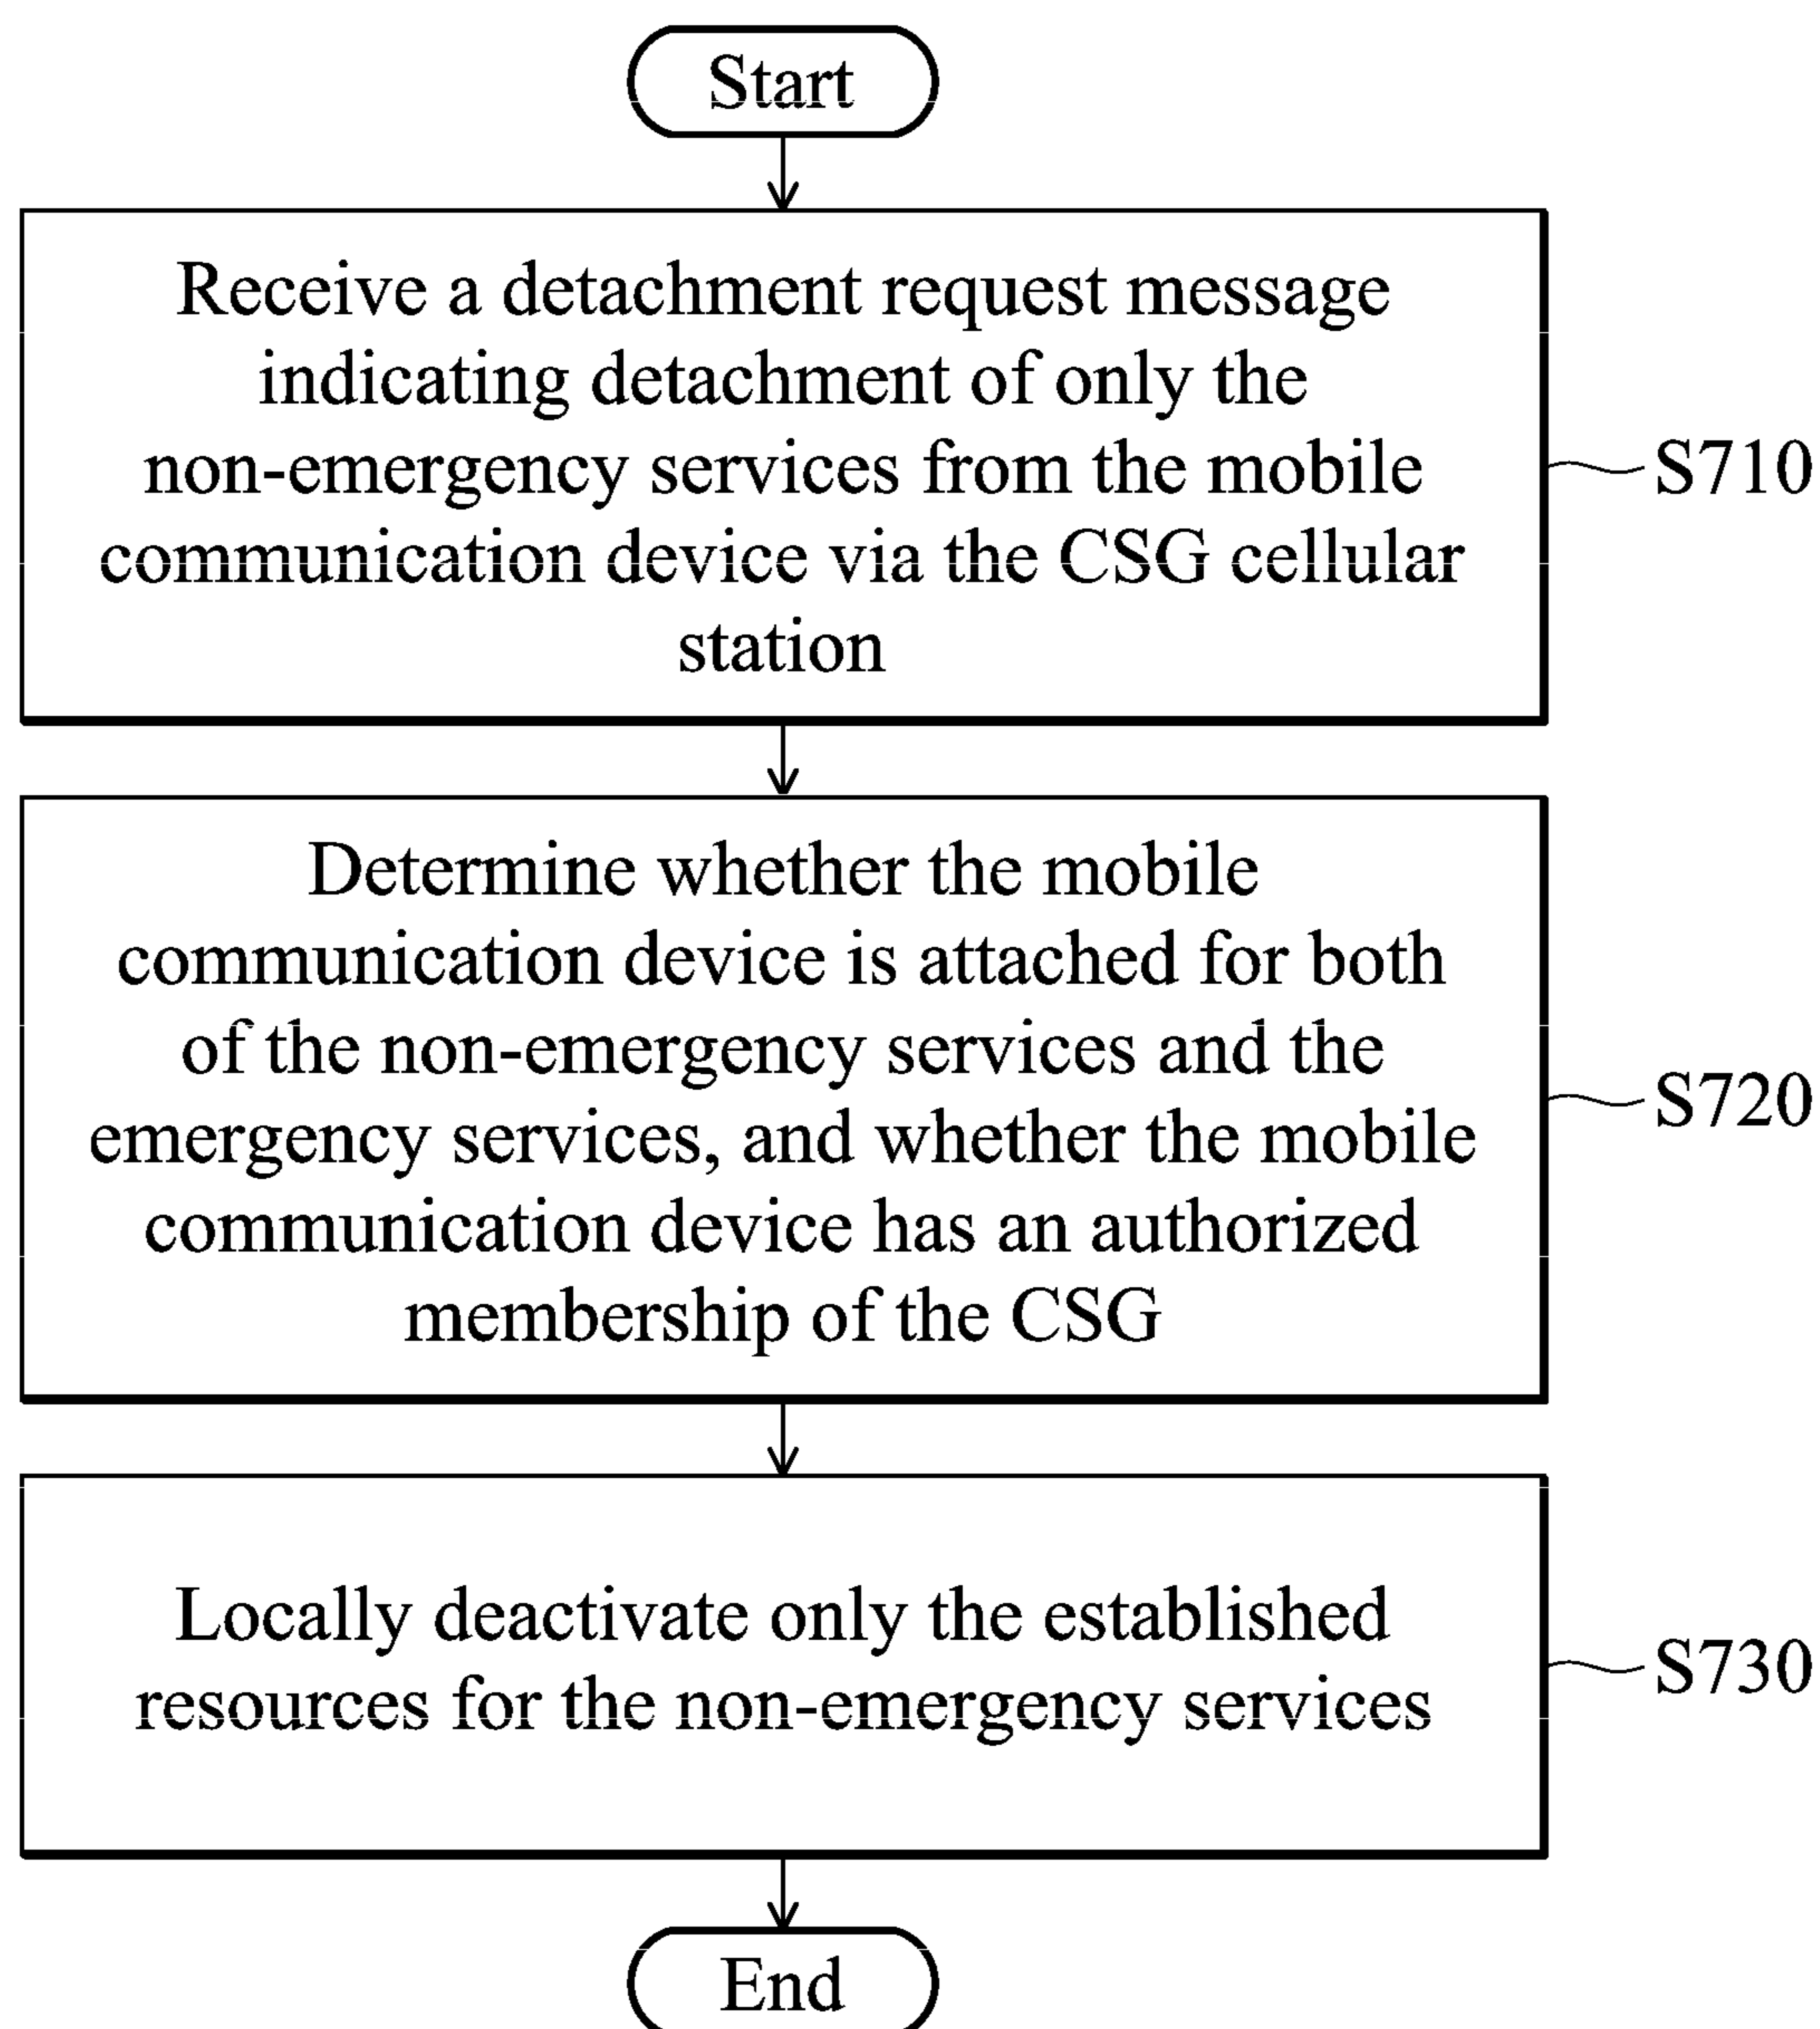 Start
Receive a detachment request message
indicating detachment of only the
non-emergency services from the mobile
communication device via the CSG cellular
station
S710
Determine whether the mobile
communication device is attached for both
of the non-emergency services and the
emergency services, and whether the mobile
communication device has an authorized
membership of the CSG
S720
Locally deactivate only the established
resources for the non-emergency services
S730
End